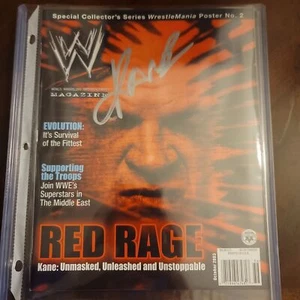 Special Collector's Series WrestleMania Poster No. 2
W
Kane
MAGAZINE
EVOLUTION:
It's Survival
of the Fittest
Supporting
the Troops
Join WWE's
Superstars in
The Middle East
RED RAGE
Kane: Unmasked, Unleashed and Unstoppable